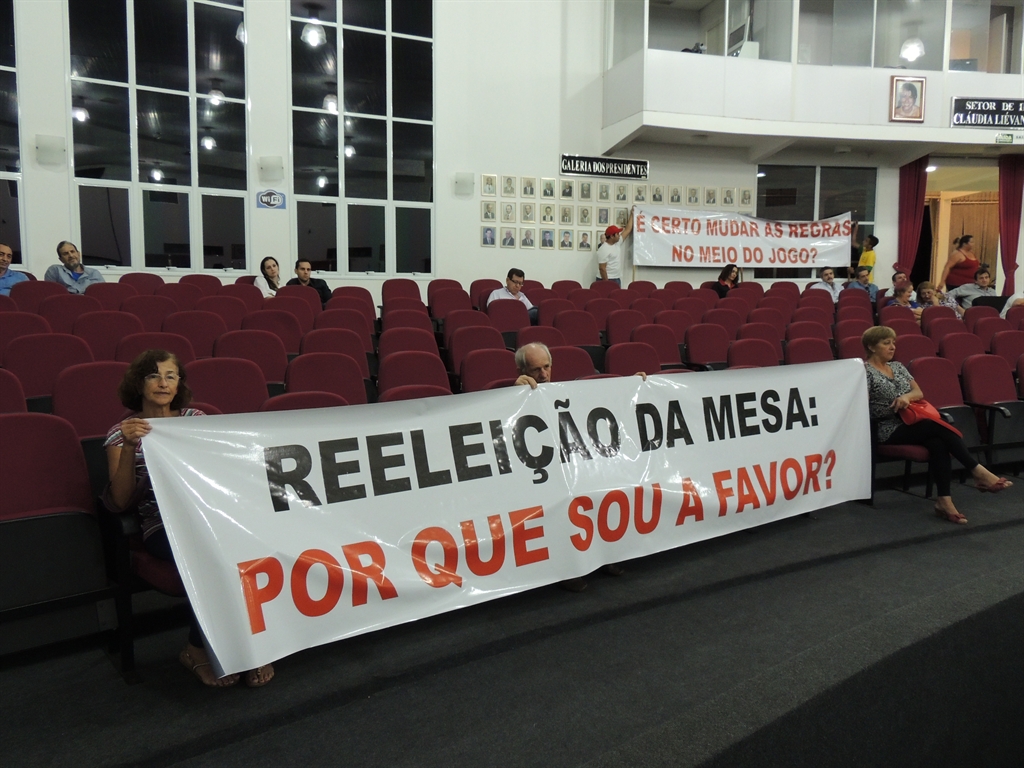 GALERIA DOS PRESIDENTES
SETOR DE
CLÁUDIA
WiFi
É CERTO MUDAR AS REGRAS
NO MEIO DO JOGO?
REELEIÇÃO DA MESA:
POR QUE SOU A FAVOR?